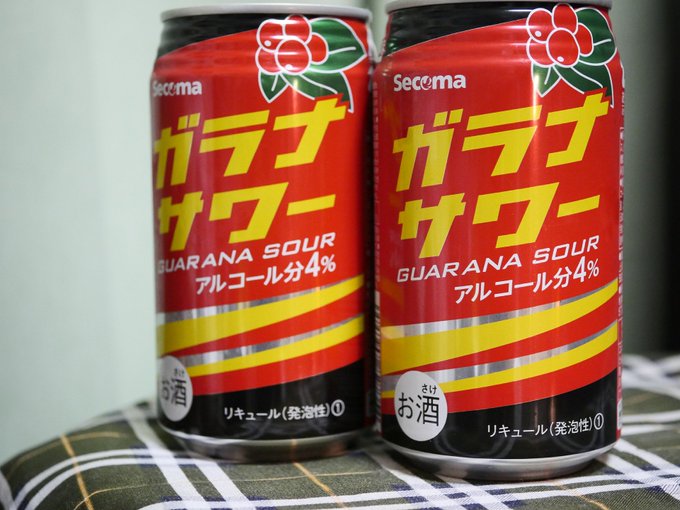 Secoma
ガラナ
サワー
GUARANA SOUR
アルコール分4%
さけ
お酒
リキュール(発泡性)①
Secoma
ガラナ
サワー
GUARANA SOUR
アルコール分4%
さけ
お酒
リキュール(発泡性)①